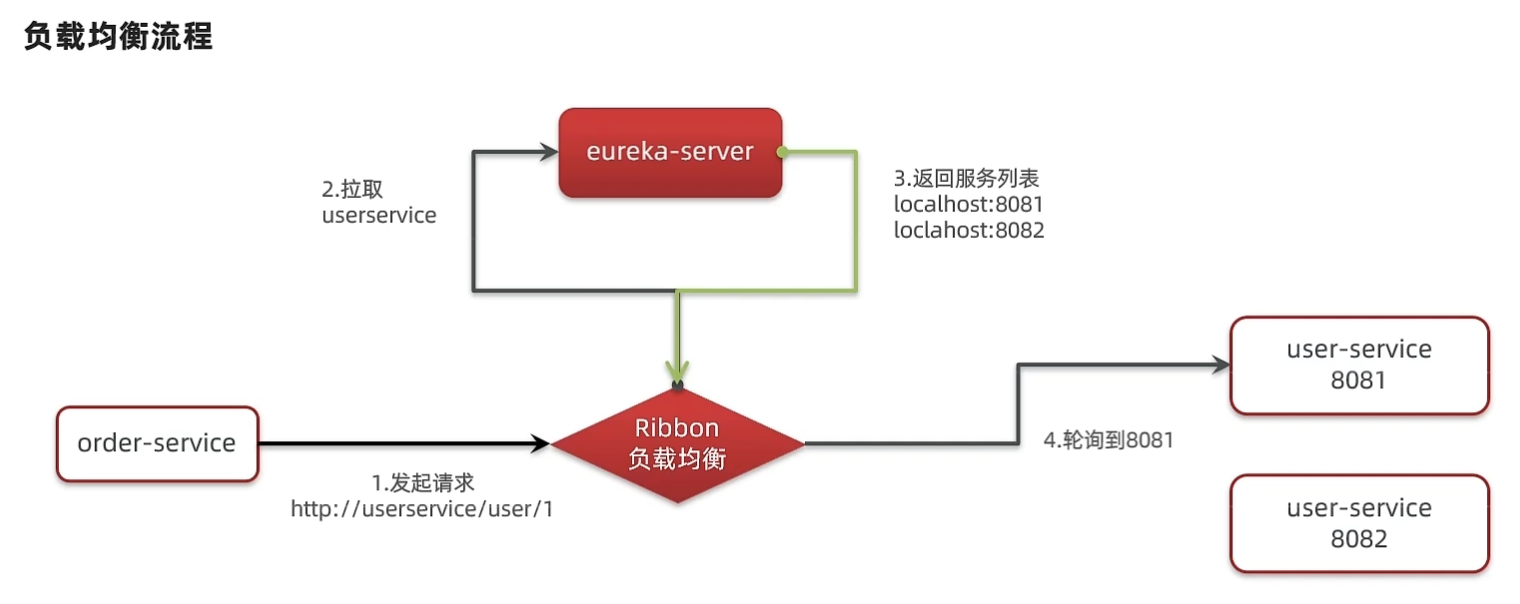 负载均衡流程
eureka-server
2.拉取
userservice
3.返回服务列表
localhost:8081
loclahost:8082
order-service
1.发起请求
http://userservice/user/1
Ribbon
负载均衡
4.轮询到8081
user-service
8081
user-service
8082